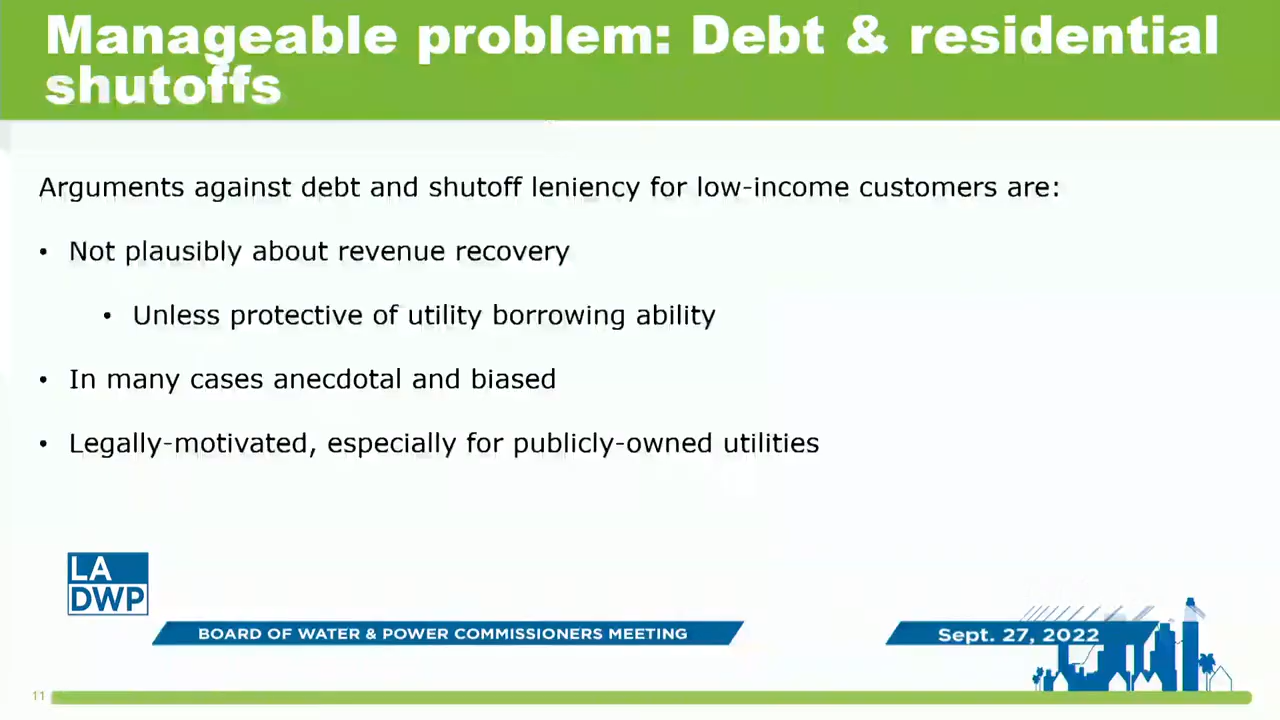 Manageable problem: Debt & residential
shutoffs
Arguments against debt and shutoff leniency for low-income customers are:
• Not plausibly about revenue recovery
• Unless protective of utility borrowing ability
• In many cases anecdotal and biased
• Legally-motivated, especially for publicly-owned utilities
LA
DWP
BOARD OF WATER & POWER COMMISSIONERS MEETING
Sept. 27, 2022
11